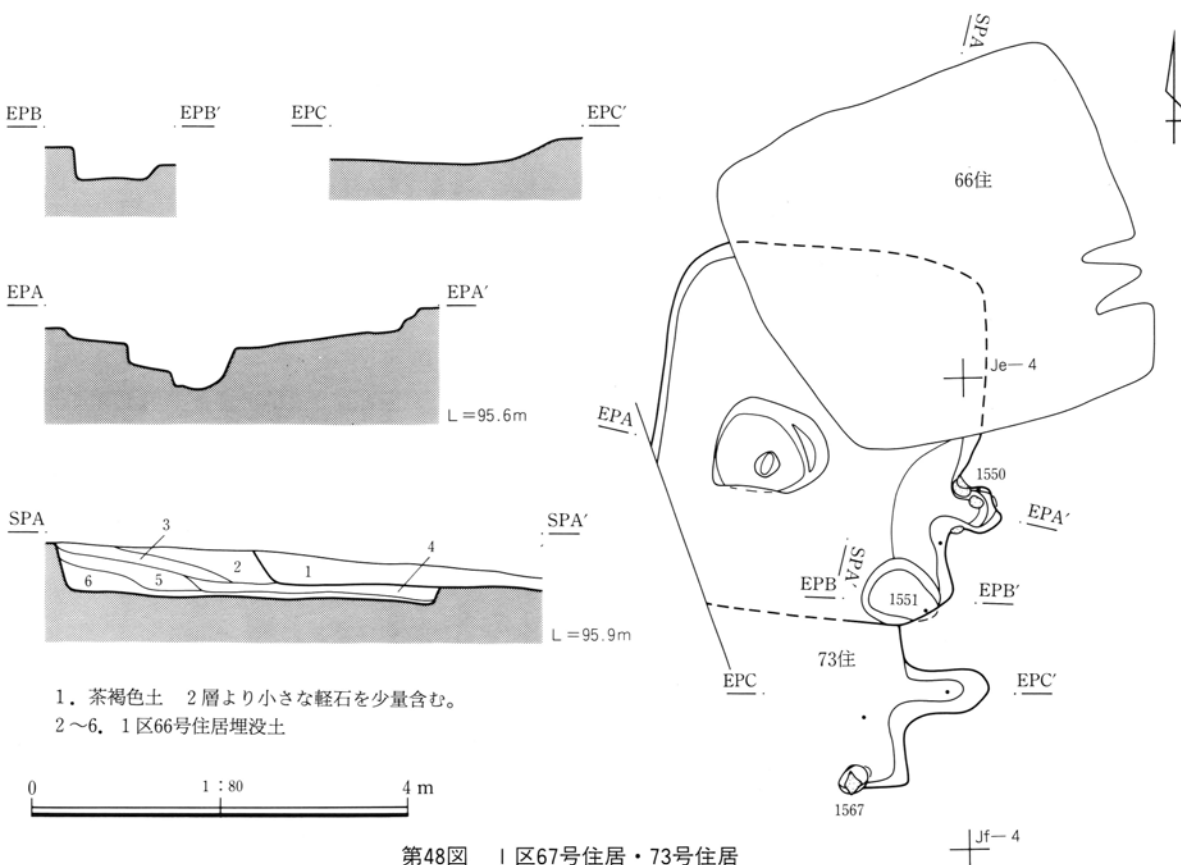 EPB
EPB′
EPC
EPC′
EPA
EPA′
L＝95.6m
SPA
SPA′
3
4
2
1
6
5
L＝95.9m
1．茶褐色土　2層より小さな軽石を少量含む。
2～6．1区66号住居埋没土
0
1：80
4 m
SPA
66住
Je－4
EPA
1550
EPA′
SPA′
EPB
1551
EPB′
73住
EPC
EPC′
1567
Jf－4
第48図　Ⅰ区67号住居・73号住居